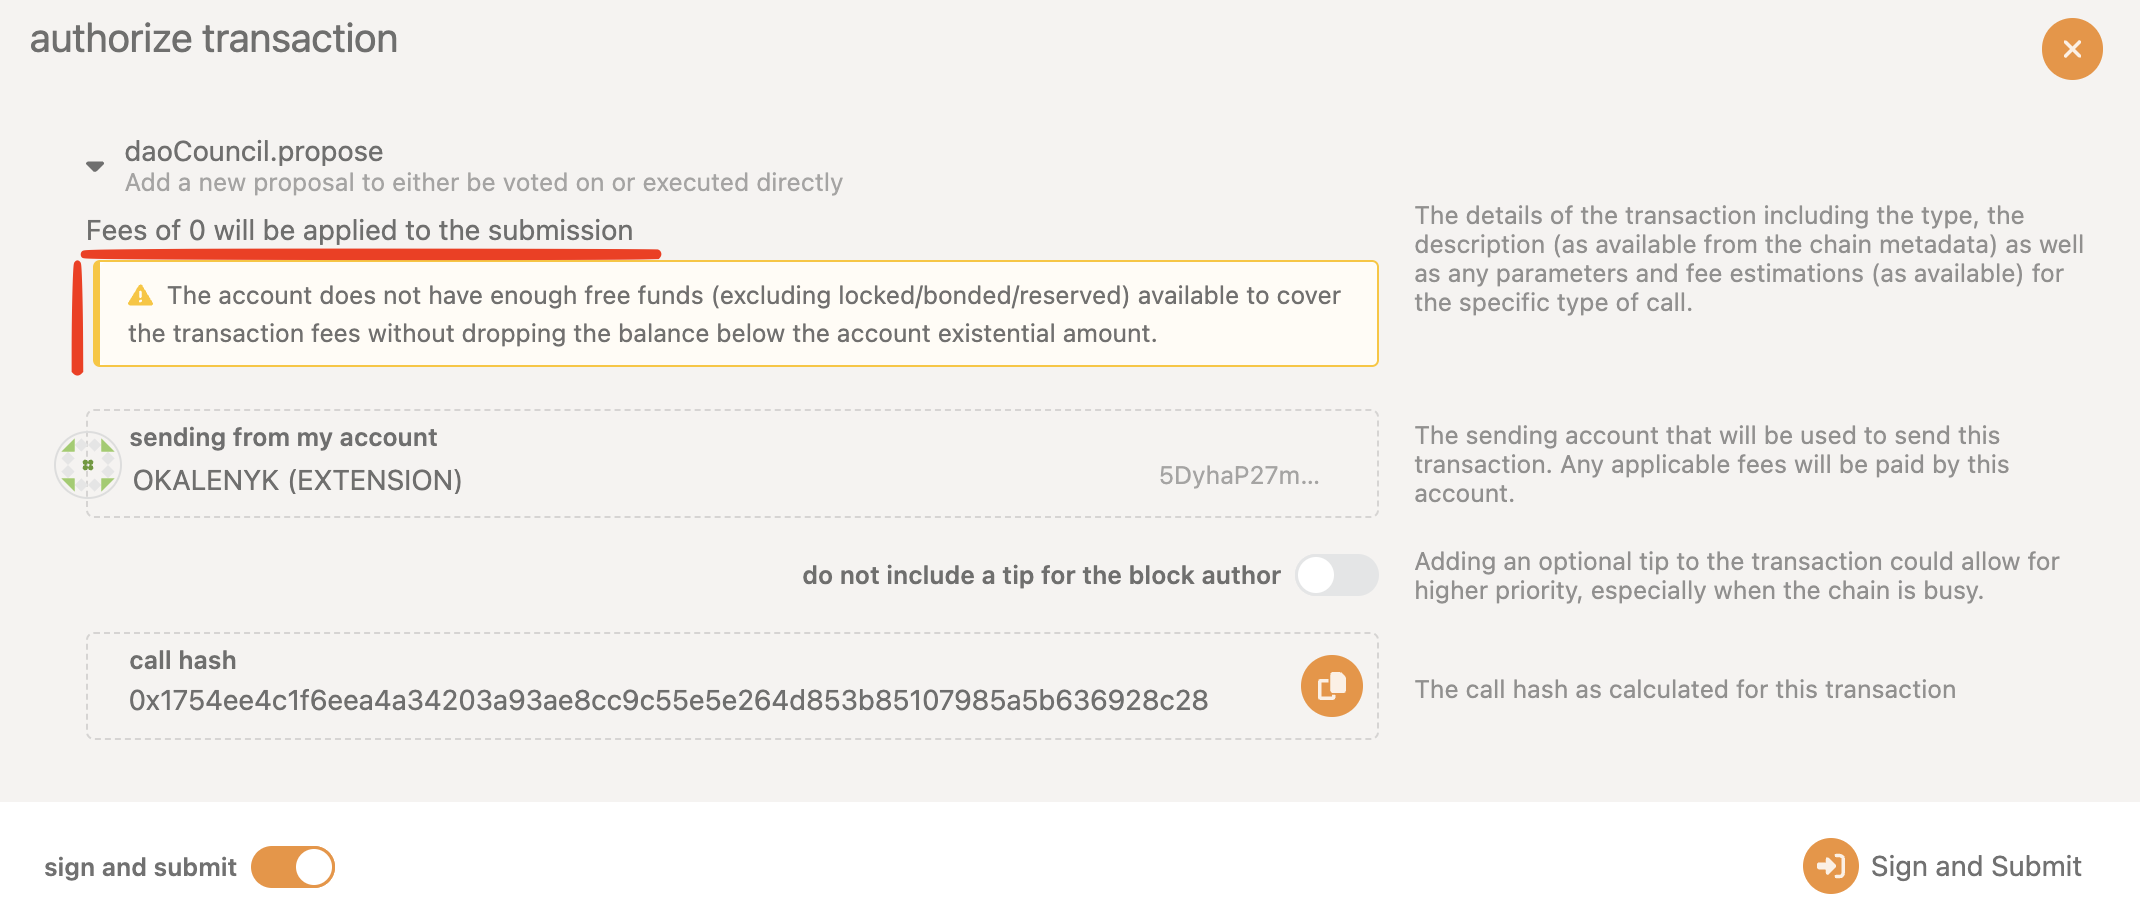 authorize transaction
daoCouncil.propose
Add a new proposal to either be voted on or executed directly
Fees of 0 will be applied to the submission
The account does not have enough free funds (excluding locked/bonded/reserved) available to cover
the transaction fees without dropping the balance below the account existential amount.
The details of the transaction including the type, the
description (as available from the chain metadata) as well
as any parameters and fee estimations (as available) for
the specific type of call.
sending from my account
OKALENYK (EXTENSION)
5DyhaP27m...
The sending account that will be used to send this
transaction. Any applicable fees will be paid by this
account.
do not include a tip for the block author
Adding an optional tip to the transaction could allow for
higher priority, especially when the chain is busy.
call hash
0x1754ee4c1f6eea4a34203a93ae8cc9c55e5e264d853b85107985a5b636928c28
The call hash as calculated for this transaction
sign and submit
Sign and Submit